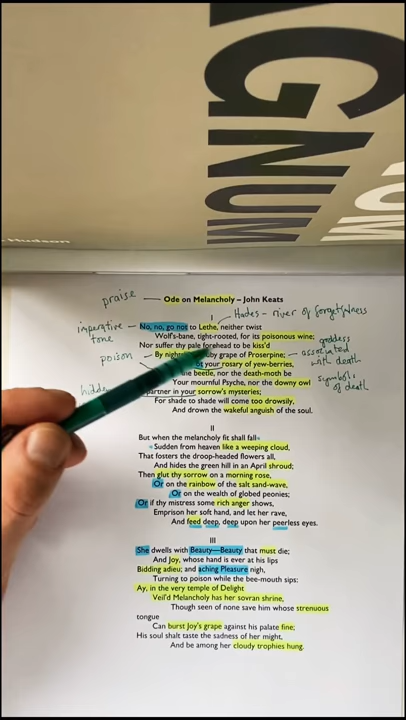 GNUM
Hudson
praise — Ode on Melancholy – John Keats
Hades - river of forgetfulness
I
imperative tone – No, no, go not to Lethe, neither twist
Wolf's-bane, tight-rooted, for its poisonous wine;
Nor suffer thy pale forehead to be kiss'd
poison
By night by grape of Proserpine; — goddess associated with death
your rosary of yew-berries,
the beetle, nor the death-moth be
Your mournful Psyche, nor the downy owl
symbols of death
partner in your sorrow's mysteries;
For shade to shade will come too drowsily,
And drown the wakeful anguish of the soul.
II
But when the melancholy fit shall fall
Sudden from heaven like a weeping cloud,
That fosters the droop-headed flowers all,
And hides the green hill in an April shroud;
Then glut thy sorrow on a morning rose,
Or on the rainbow of the salt sand-wave,
Or on the wealth of globed peonies;
Or if thy mistress some rich anger shows,
Emprison her soft hand, and let her rave,
And feed deep, deep upon her peerless eyes.
III
She dwells with Beauty—Beauty that must die;
And Joy, whose hand is ever at his lips
Bidding adieu; and aching Pleasure nigh,
Turning to poison while the bee-mouth sips:
Ay, in the very temple of Delight
Veil'd Melancholy has her sovran shrine,
Though seen of none save him whose strenuous
tongue
Can burst Joy's grape against his palate fine;
His soul shalt taste the sadness of her might,
And be among her cloudy trophies hung.